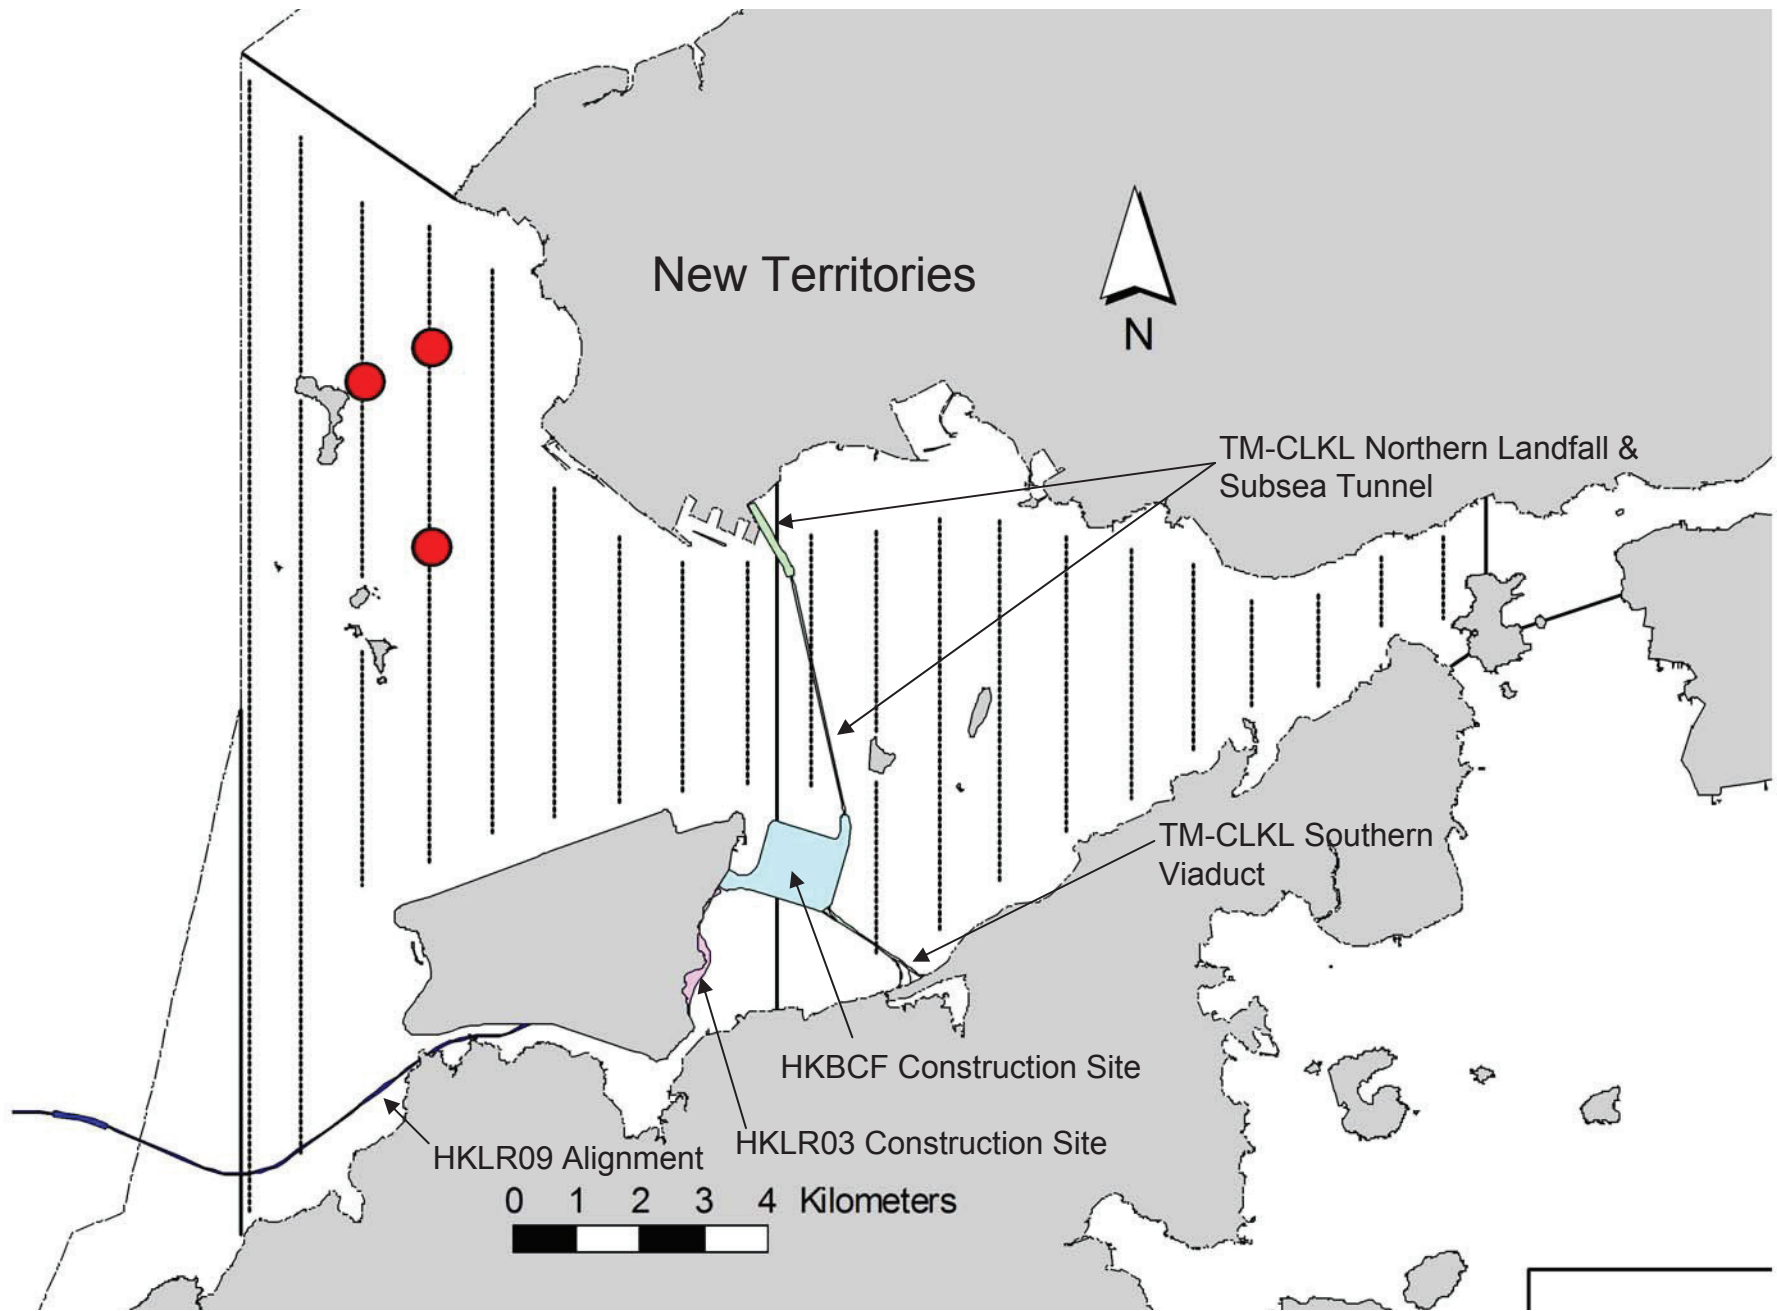 New Territories
N
TM-CLKL Northern Landfall &
Subsea Tunnel
TM-CLKL Southern
Viaduct
HKBCF Construction Site
HKLR03 Construction Site
HKLR09 Alignment
0 1 2 3 4 Kilometers